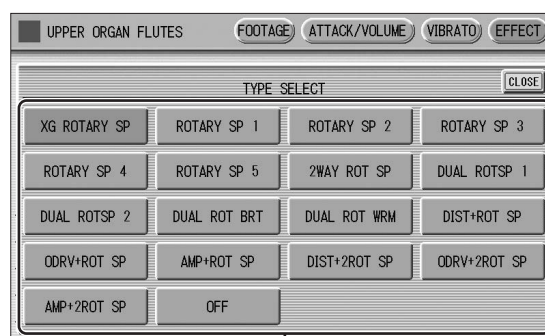 UPPER ORGAN FLUTES FOOTAGE ATTACK/VOLUME VIBRATO EFFECT
TYPE SELECT CLOSE
XG ROTARY SP ROTARY SP 1 ROTARY SP 2 ROTARY SP 3
ROTARY SP 4 ROTARY SP 5 2WAY ROT SP DUAL ROTSP 1
DUAL ROTSP 2 DUAL ROT BRT DUAL ROT WRM DIST+ROT SP
ODRV+ROT SP AMP+ROT SP DIST+2ROT SP ODRV+2ROT SP
AMP+2ROT SP OFF